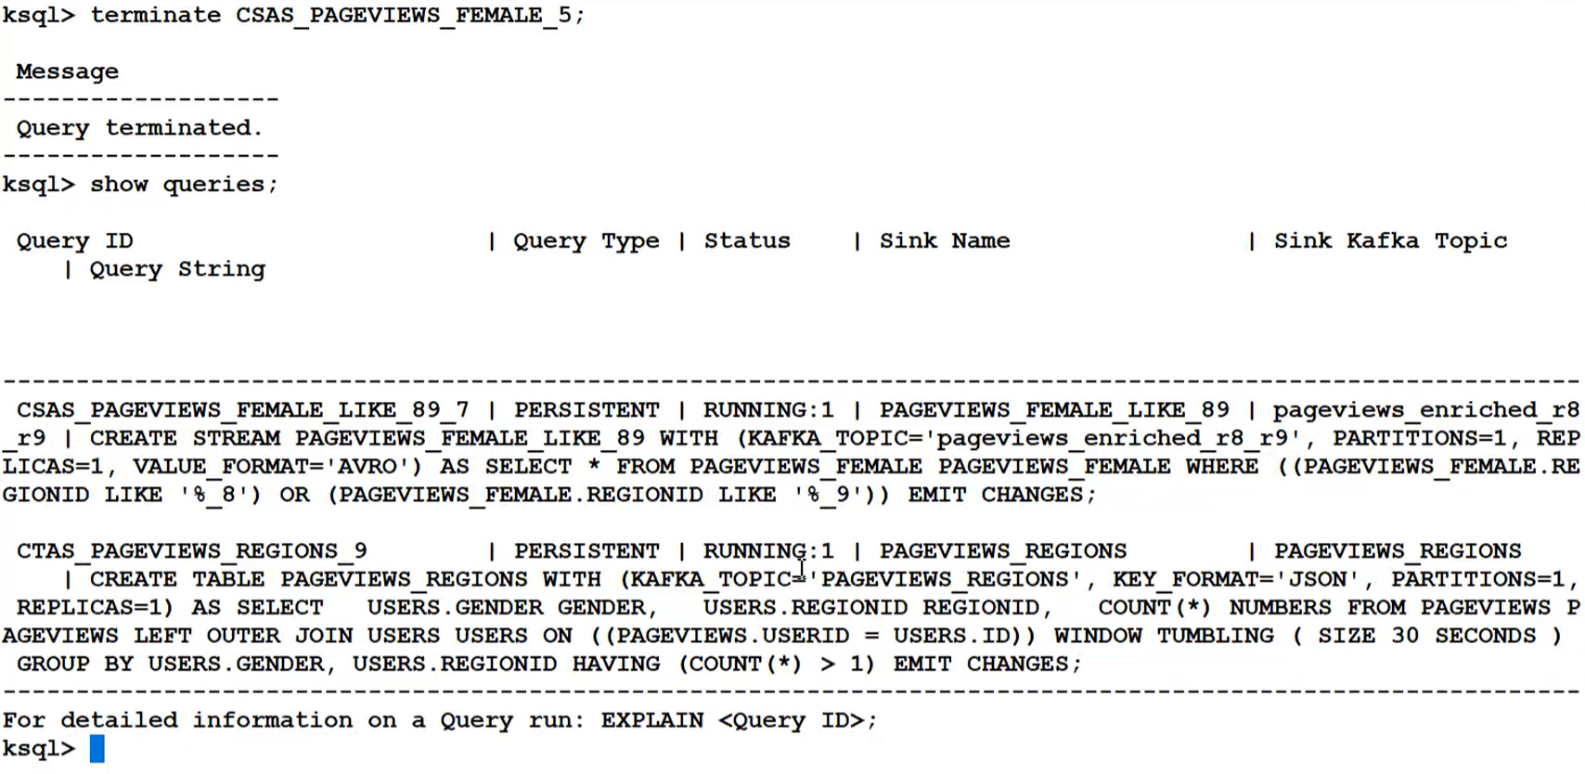 ksql> terminate CSAS_PAGEVIEWS_FEMALE_5;
Message
-------------------
Query terminated.
-------------------
ksql> show queries;
Query ID | Query Type | Status | Sink Name | Sink Kafka Topic
| Query String
------------------------------------------------------------------------------------------------------------
CSAS_PAGEVIEWS_FEMALE_LIKE_89_7 | PERSISTENT | RUNNING:1 | PAGEVIEWS_FEMALE_LIKE_89 | pageviews_enriched_r8
_r9 | CREATE STREAM PAGEVIEWS_FEMALE_LIKE_89 WITH (KAFKA_TOPIC='pageviews_enriched_r8_r9', PARTITIONS=1, REP
LICAS=1, VALUE_FORMAT='AVRO') AS SELECT * FROM PAGEVIEWS_FEMALE PAGEVIEWS_FEMALE WHERE ((PAGEVIEWS_FEMALE.RE
GIONID LIKE '%_8') OR (PAGEVIEWS_FEMALE.REGIONID LIKE '%_9')) EMIT CHANGES;
CTAS_PAGEVIEWS_REGIONS_9 | PERSISTENT | RUNNING:1 | PAGEVIEWS_REGIONS | PAGEVIEWS_REGIONS
| CREATE TABLE PAGEVIEWS_REGIONS WITH (KAFKA_TOPIC='PAGEVIEWS_REGIONS', KEY_FORMAT='JSON', PARTITIONS=1,
REPLICAS=1) AS SELECT USERS.GENDER GENDER, USERS.REGIONID REGIONID, COUNT(*) NUMBERS FROM PAGEVIEWS P
AGEVIEWS LEFT OUTER JOIN USERS USERS ON ((PAGEVIEWS.USERID = USERS.ID)) WINDOW TUMBLING ( SIZE 30 SECONDS )
GROUP BY USERS.GENDER, USERS.REGIONID HAVING (COUNT(*) > 1) EMIT CHANGES;
------------------------------------------------------------------------------------------------------------
For detailed information on a Query run: EXPLAIN <Query ID>;
ksql>